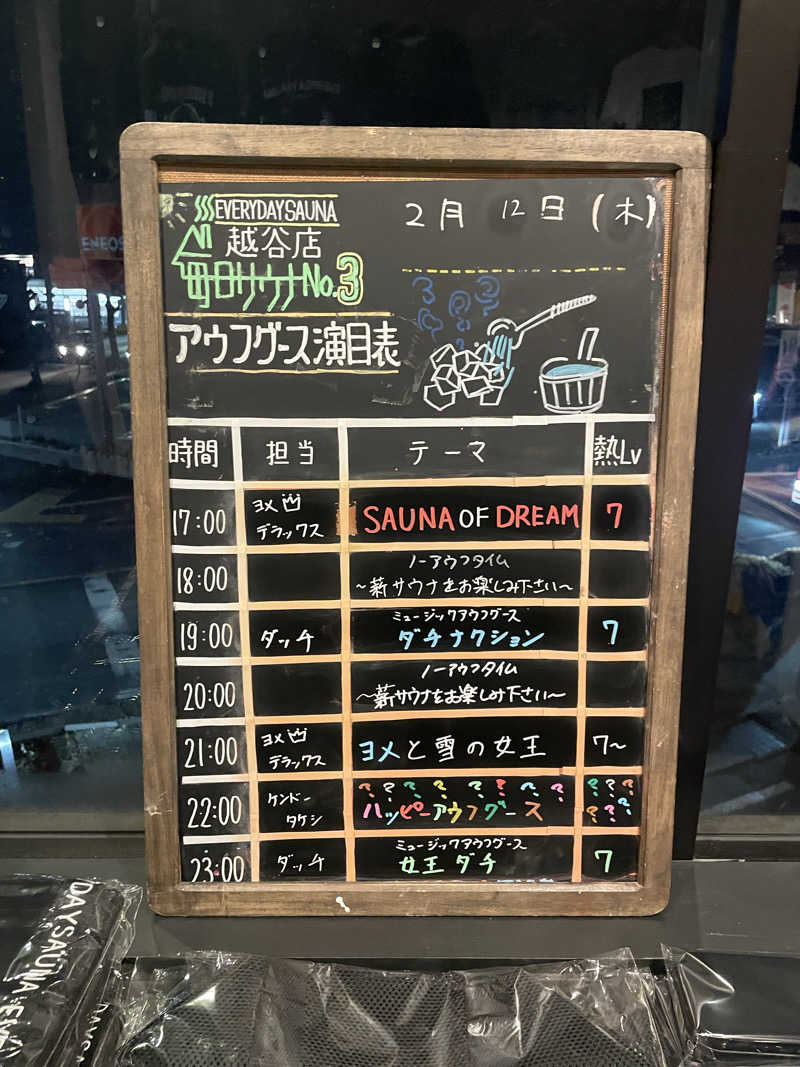 EVERYDAYSAUNA
越谷店
毎日サウナNo.3
2月 12日 (木)
アウフグース演目表
時間 担当 テーマ 熱Lv
17:00 ヨメ デラックス SAUNA OF DREAM 7
18:00 ノーアウフタイム
～薪サウナをお楽しみ下さい～
19:00 ダッチ ミュージックアウフグース
ダチナクション 7
20:00 ノーアウフタイム
～薪サウナをお楽しみ下さい～
21:00 ヨメ デラックス ヨメと雪の女王 7～
22:00 ケンドー タケシ ? ? ? ? ? ? ? ?
ハッピーアウフグース ? ? ? ? ? ?
23:00 ダッチ ミュージックアウフグース
女王ダチ 7
ENEOS
DAYSAUNA
DAYS